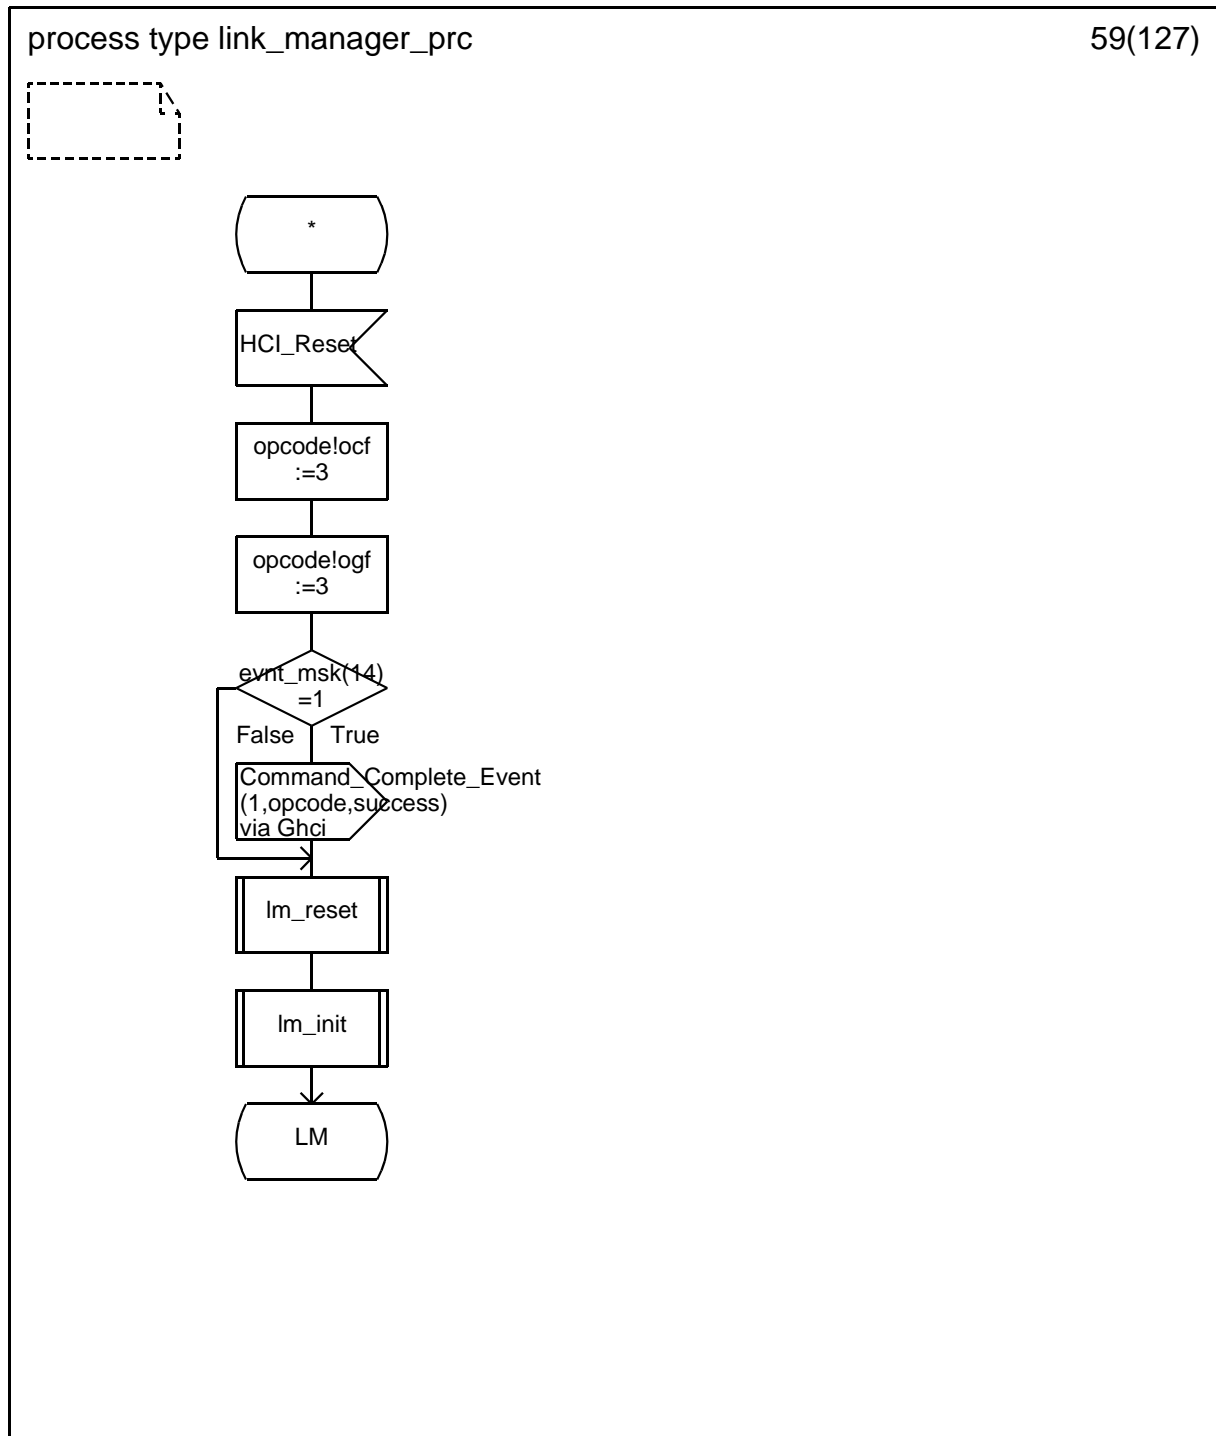 process type link_manager_prc
59(127)
*
HCI_Reset
opcode!ocf
:=3
opcode!ogf
:=3
evnt_msk(14)
=1
False
True
Command_Complete_Event
(1,opcode,success)
via Ghci
lm_reset
lm_init
LM